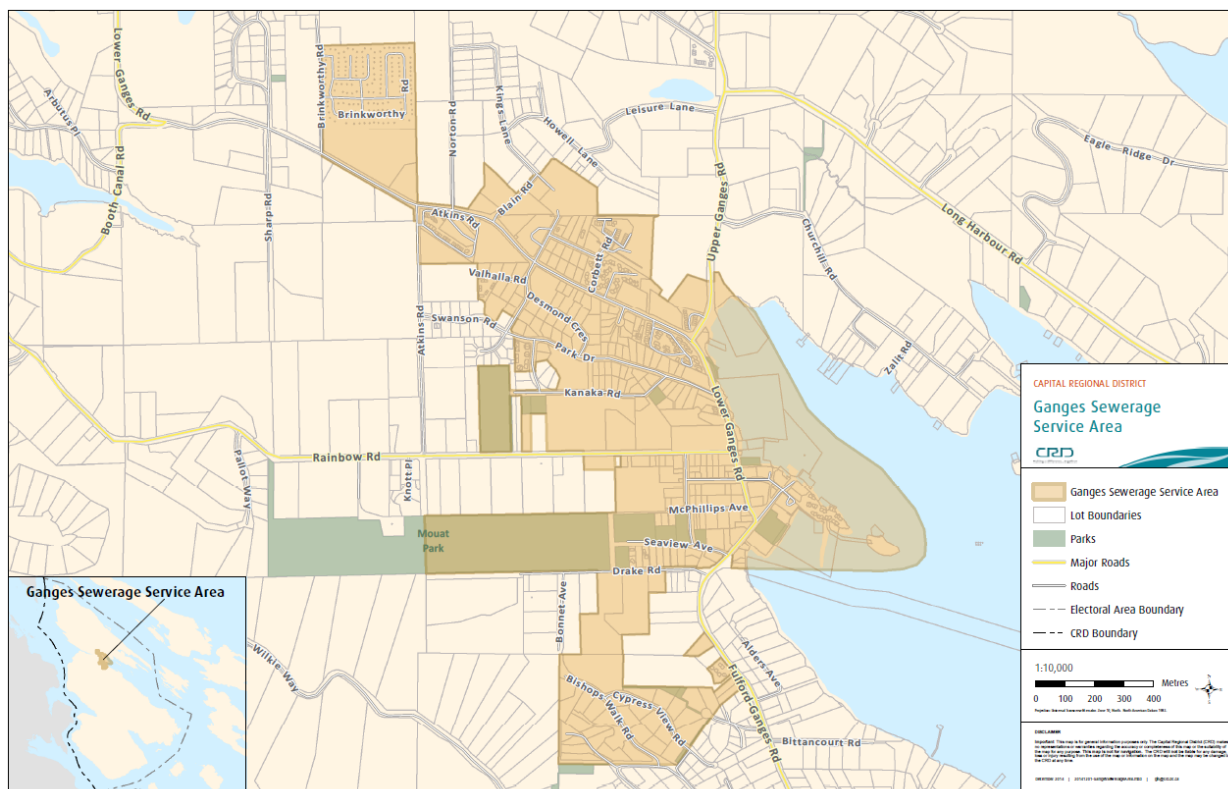 Lower Ganges Rd
Arbutus Pl
Booth Canal Rd
Sharp Rd
Brinkworthy Rd
Brinkworthy
Rd
Norton Rd
Kings Lane
Howell Lane
Leisure Lane
Upper Ganges Rd
Eagle Ridge Dr
Long Harbour Rd
Churchill Rd
Zalit Rd
Blain Rd
Atkins Rd
Corbett Rd
Valhalla Rd
Desmond Cres
Swanson Rd
Atkins Rd
Park Dr
Kanaka Rd
Lower Ganges Rd
Rainbow Rd
Pallot Way
Knott Pl
McPhillips Ave
Mouat
Park
Seaview Ave
Drake Rd
Bonnet Ave
Wilkie Way
Bishops Walk Rd
Cypress View Rd
Alders Ave
Fulford-Ganges Rd
Bittancourt Rd
Ganges Sewerage Service Area
CAPITAL REGIONAL DISTRICT
Ganges Sewerage
Service Area
CRD
Ganges Sewerage Service Area
Lot Boundaries
Parks
Major Roads
Roads
Electoral Area Boundary
CRD Boundary
1:10,000
Metres
0 100 200 300 400
DISCLAIMER